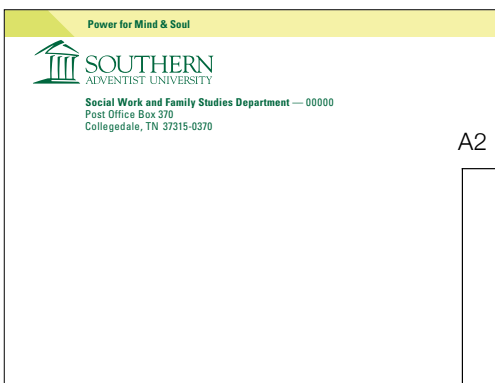 Power for Mind & Soul
SOUTHERN
ADVENTIST UNIVERSITY
Social Work and Family Studies Department — 00000
Post Office Box 370
Collegedale, TN 37315-0370
A2